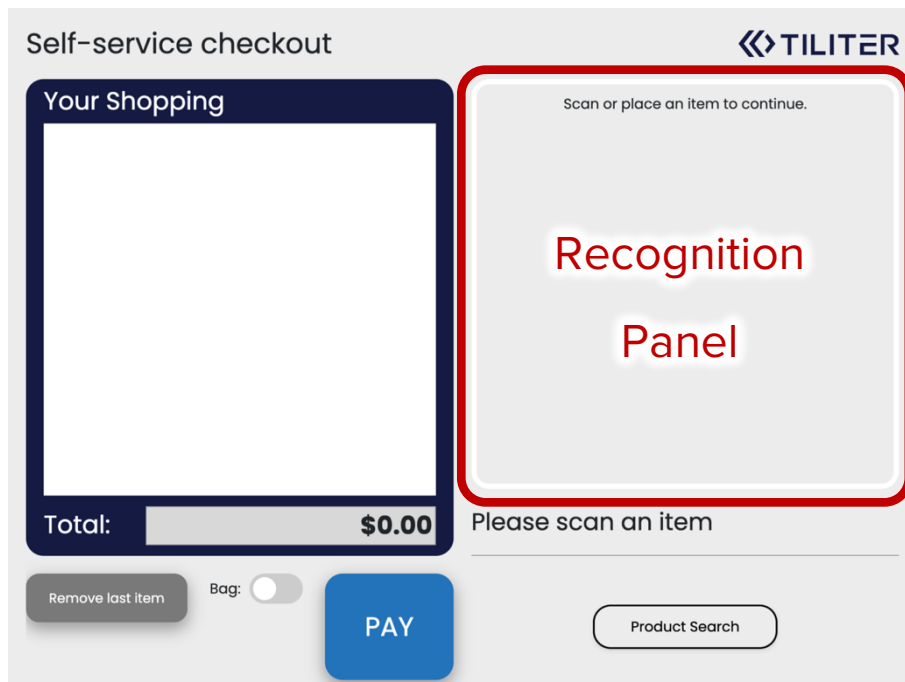 Self-service checkout
TILITER
Your Shopping
Scan or place an item to continue.
Recognition
Panel
Total:
$0.00
Please scan an item
Remove last item
Bag:
PAY
Product Search